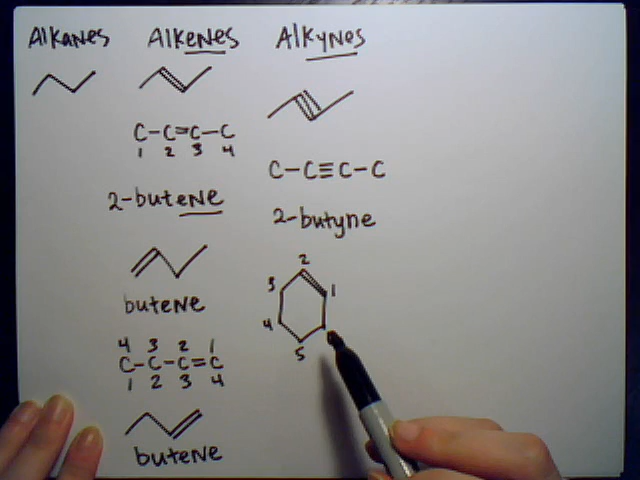 Alkanes
Alkenes
Alkynes
C-C=C-C
1 2 3 4
2-butene
butene
4 3 2 1
C-C-C=C
1 2 3 4
butene
C-C≡C-C
2-butyne
2
3 1
4
5